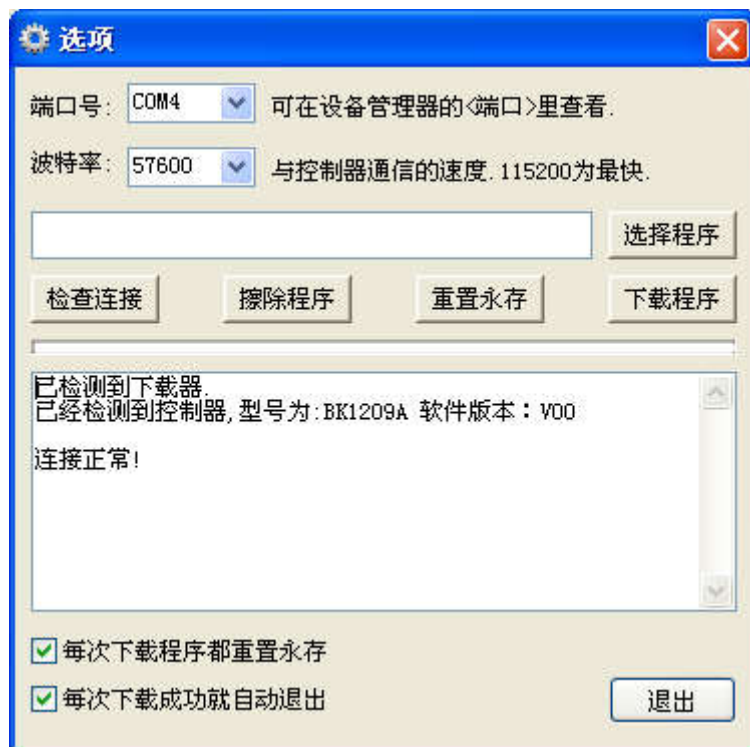 选项
端口号: COM4 可在设备管理器的<端口>里查看.
波特率: 57600 与控制器通信的速度.115200为最快.
选择程序
检查连接 擦除程序 重置永存 下载程序
已检测到下载器.
已经检测到控制器,型号为:BK1209A 软件版本：V00
连接正常!
每次下载程序都重置永存
每次下载成功就自动退出 退出